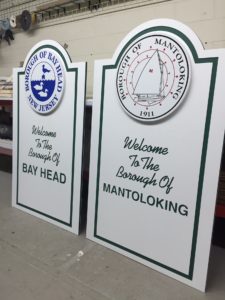 BOROUGH OF BAY HEAD
NEW JERSEY
Welcome
To The
Borough Of
BAY HEAD
BOROUGH OF MANTOLOKING
1911
Welcome
To The
Borough Of
MANTOLOKING